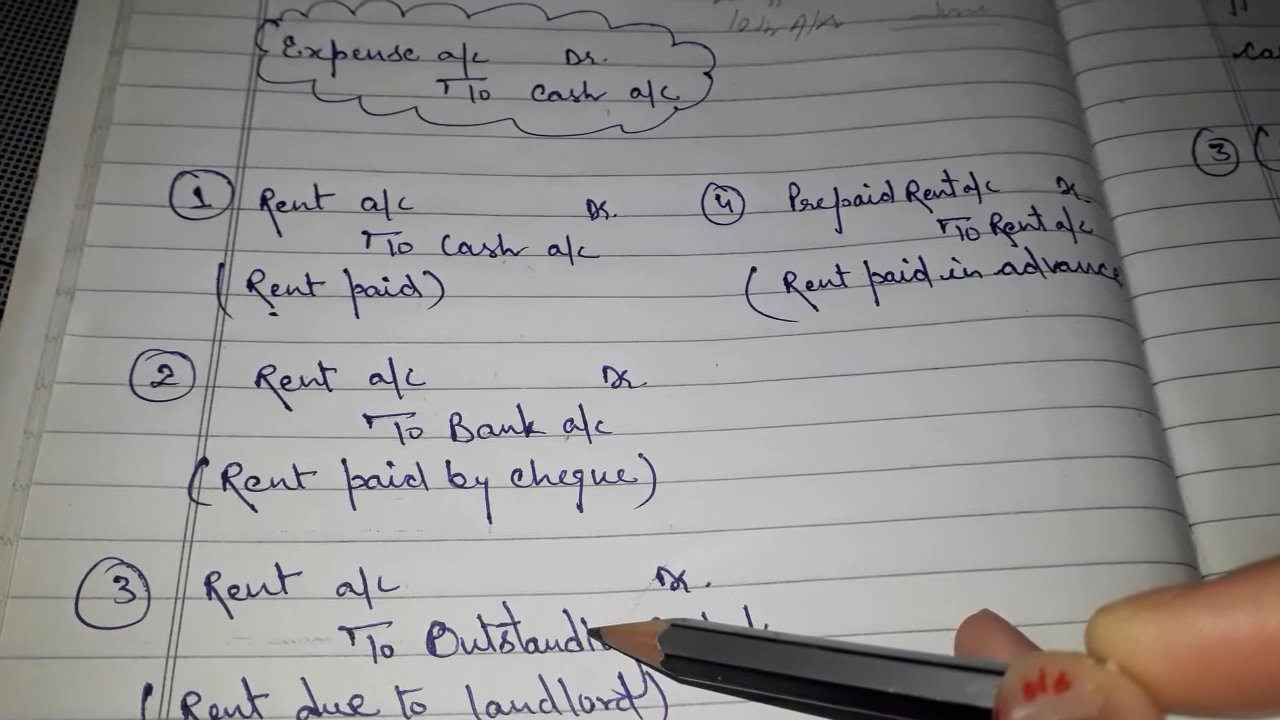 Expense a/c Dr.
To Cash a/c
1 Rent a/c Dr.
To Cash a/c
(Rent paid)
2 Rent a/c Dr
To Bank a/c
(Rent paid by cheque)
3 Rent a/c Dr.
To
(Rent due to landlord)
4 Prepaid Rent a/c Dr.
To Rent a/c
(Rent paid in advance
3 (